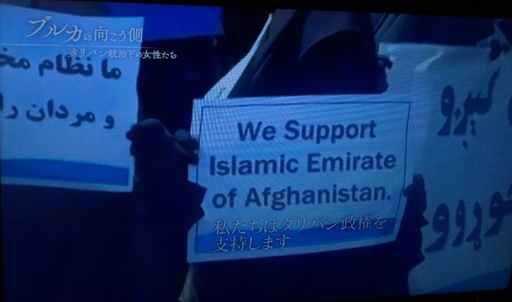 ブルカの向こう側
タリバン統治下の女性たち
ما نظام
و مردان را
We Support
Islamic Emirate
of Afghanistan.
私たちはタリバン政権を
支持します